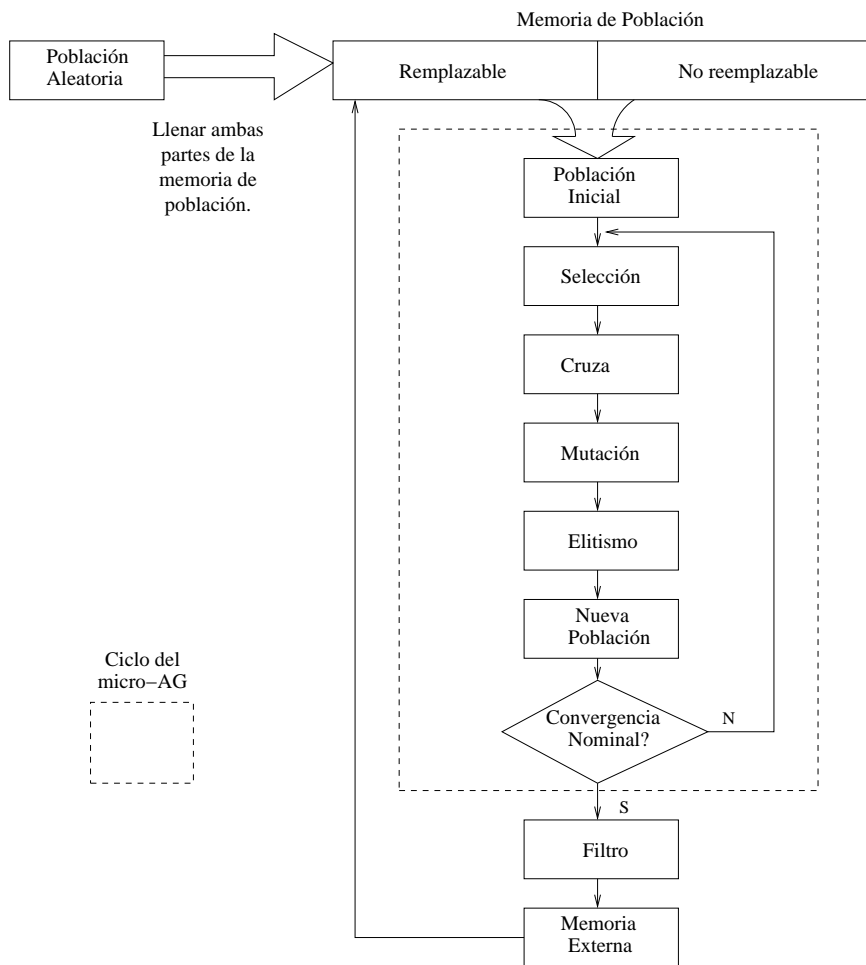 Memoria de Población
Población
Aleatoria
Remplazable
No reemplazable
Llenar ambas
partes de la
memoria de
población.
Población
Inicial
Selección
Cruza
Mutación
Elitismo
Nueva
Población
Ciclo del
micro−AG
Convergencia
Nominal?
N
S
Filtro
Memoria
Externa